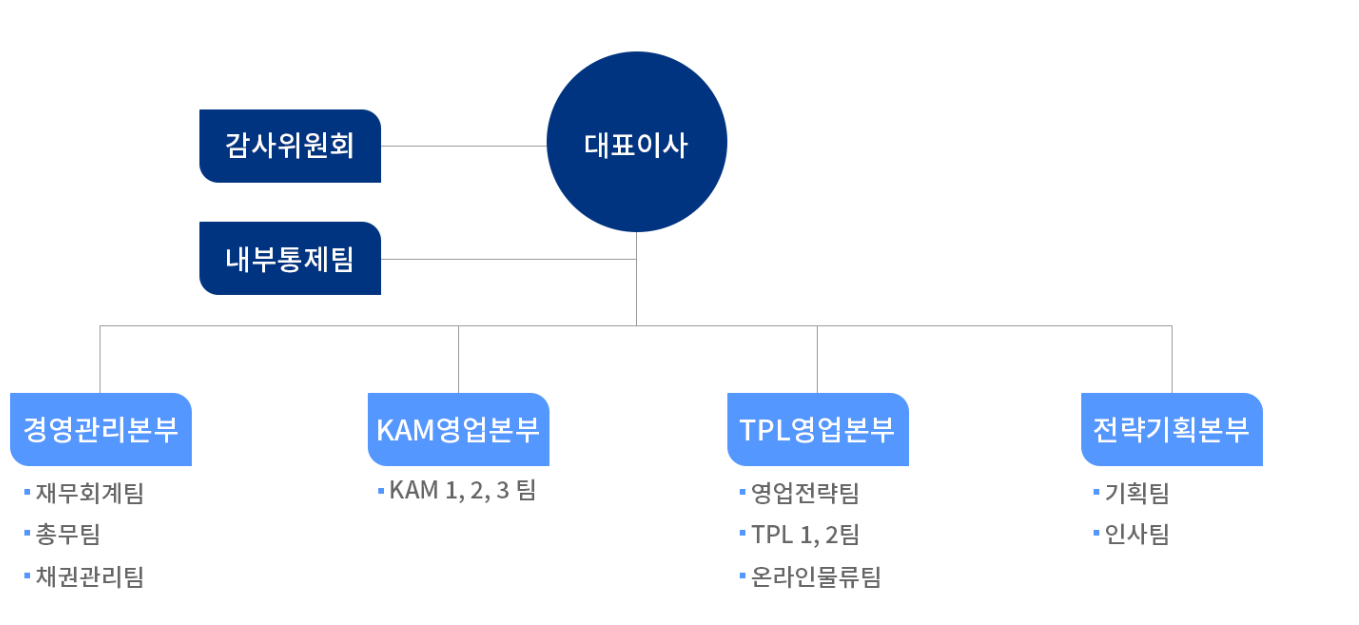 대표이사
감사위원회
내부통제팀
경영관리본부
재무회계팀
총무팀
채권관리팀
KAM영업본부
KAM 1, 2, 3 팀
TPL영업본부
영업전략팀
TPL 1, 2팀
온라인물류팀
전략기획본부
기획팀
인사팀